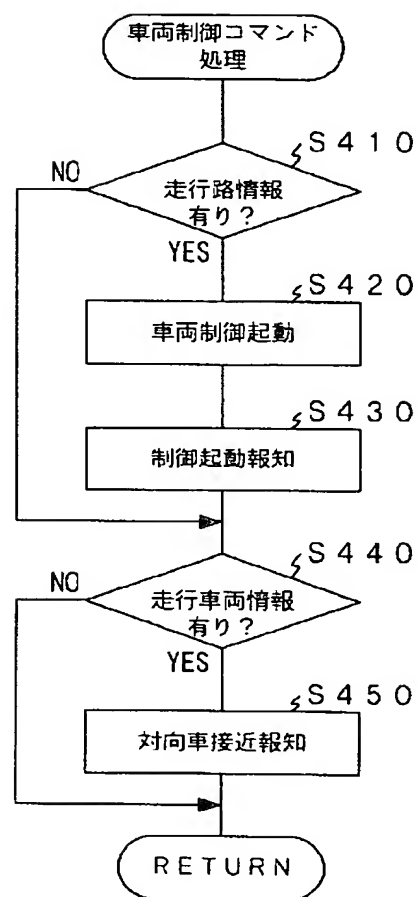 車両制御コマンド
処理
S410
NO
走行路情報
有り?
YES
S420
車両制御起動
S430
制御起動報知
S440
NO
走行車両情報
有り?
YES
S450
対向車接近報知
RETURN